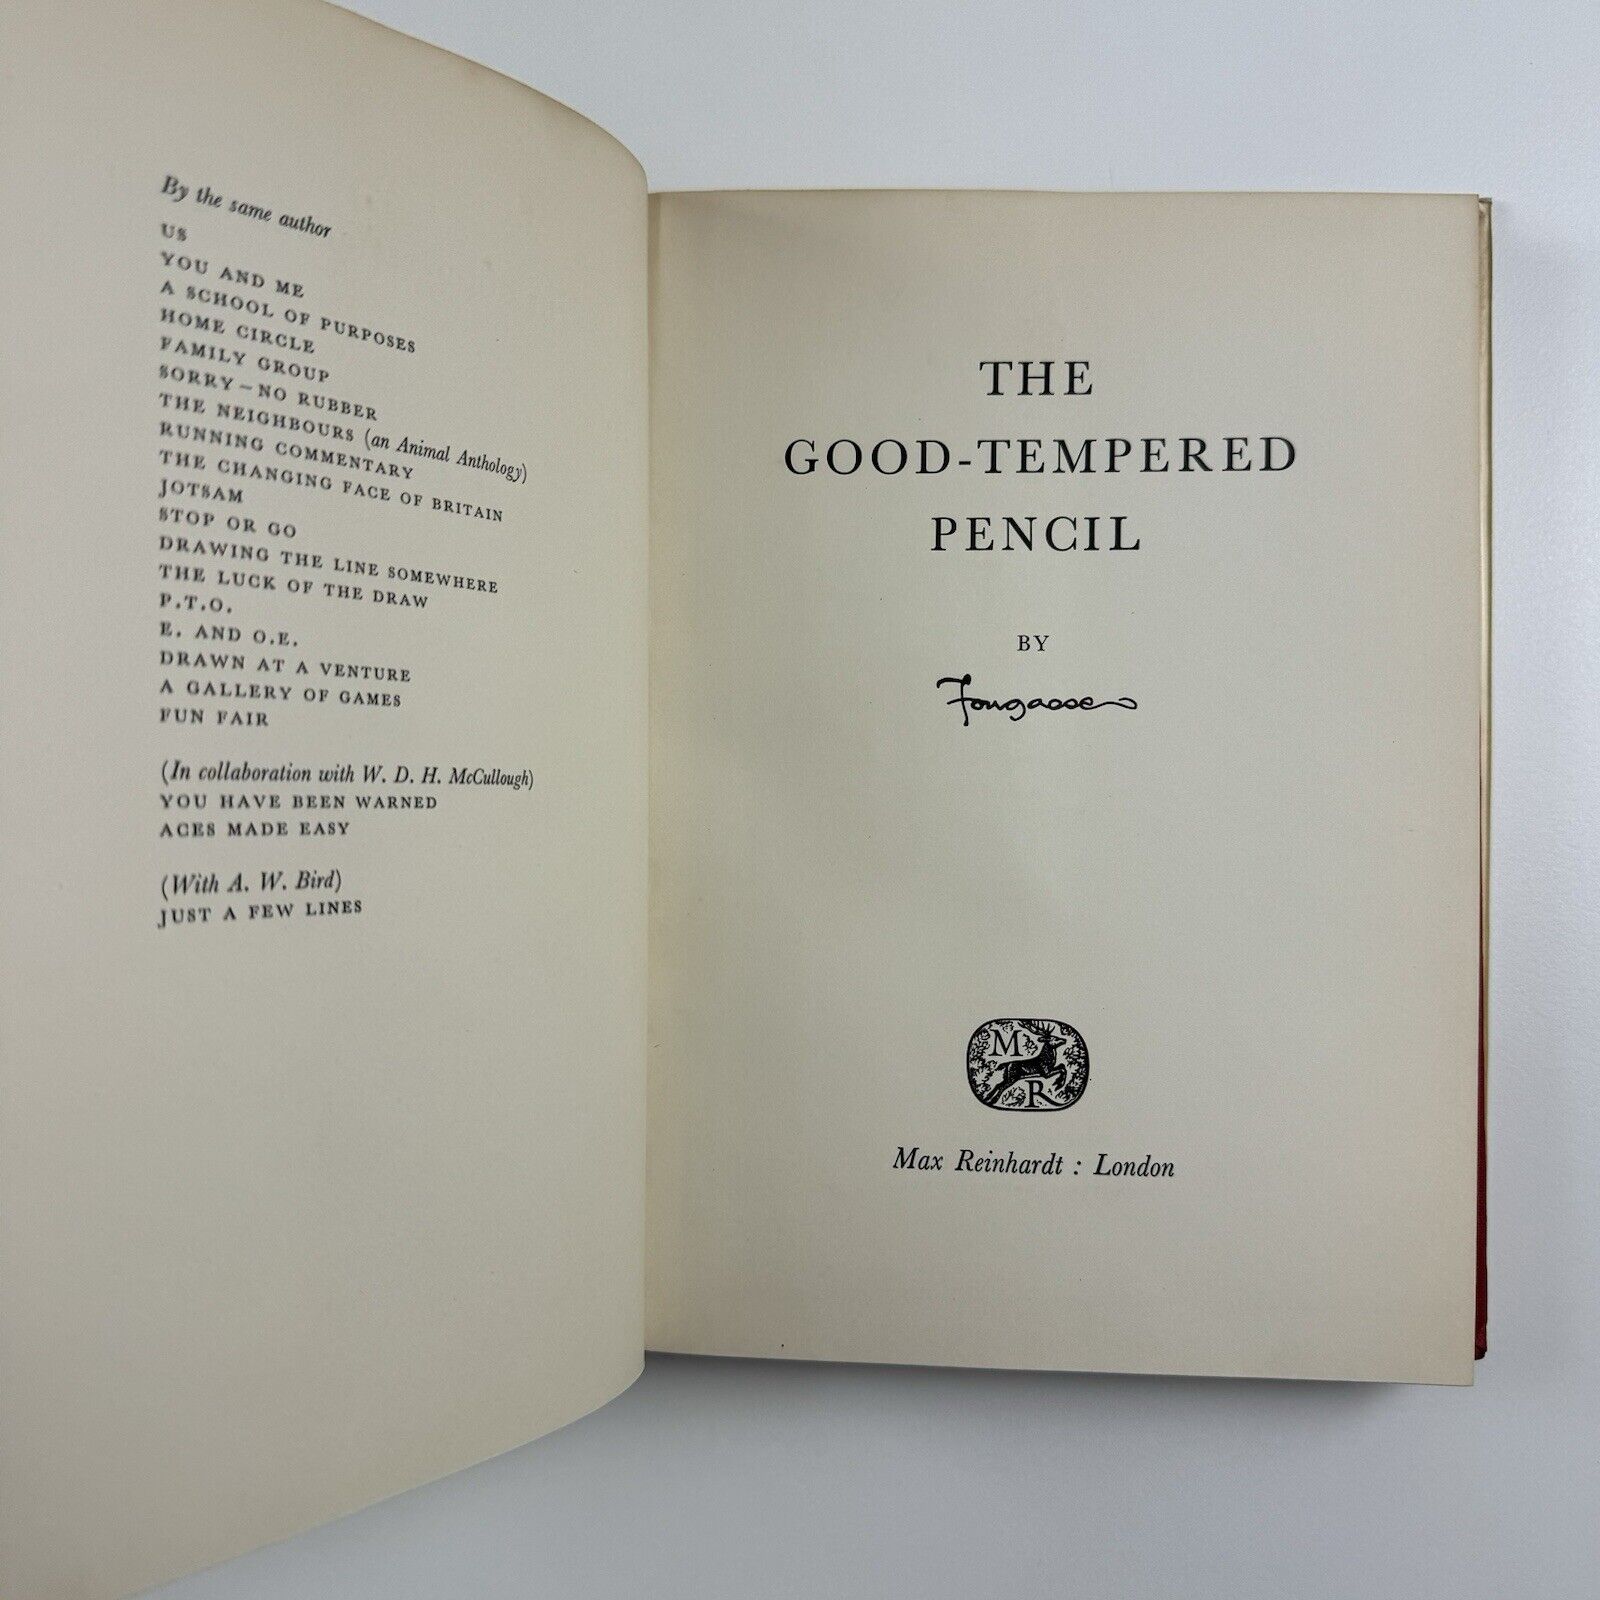 By the same author
US
YOU AND ME
A SCHOOL OF PURPOSES
HOME CIRCLE
FAMILY GROUP
SORRY – NO RUBBER
THE NEIGHBOURS (an Animal Anthology)
RUNNING COMMENTARY
THE CHANGING FACE OF BRITAIN
JOTSAM
STOP OR GO
DRAWING THE LINE SOMEWHERE
THE LUCK OF THE DRAW
P.T.O.
E. AND O.E.
DRAWN AT A VENTURE
A GALLERY OF GAMES
FUN FAIR
(In collaboration with W. D. H. McCullough)
YOU HAVE BEEN WARNED
ACES MADE EASY
(With A. W. Bird)
JUST A FEW LINES
THE
GOOD-TEMPERED
PENCIL
BY
Fougasse
M
R
Max Reinhardt : London